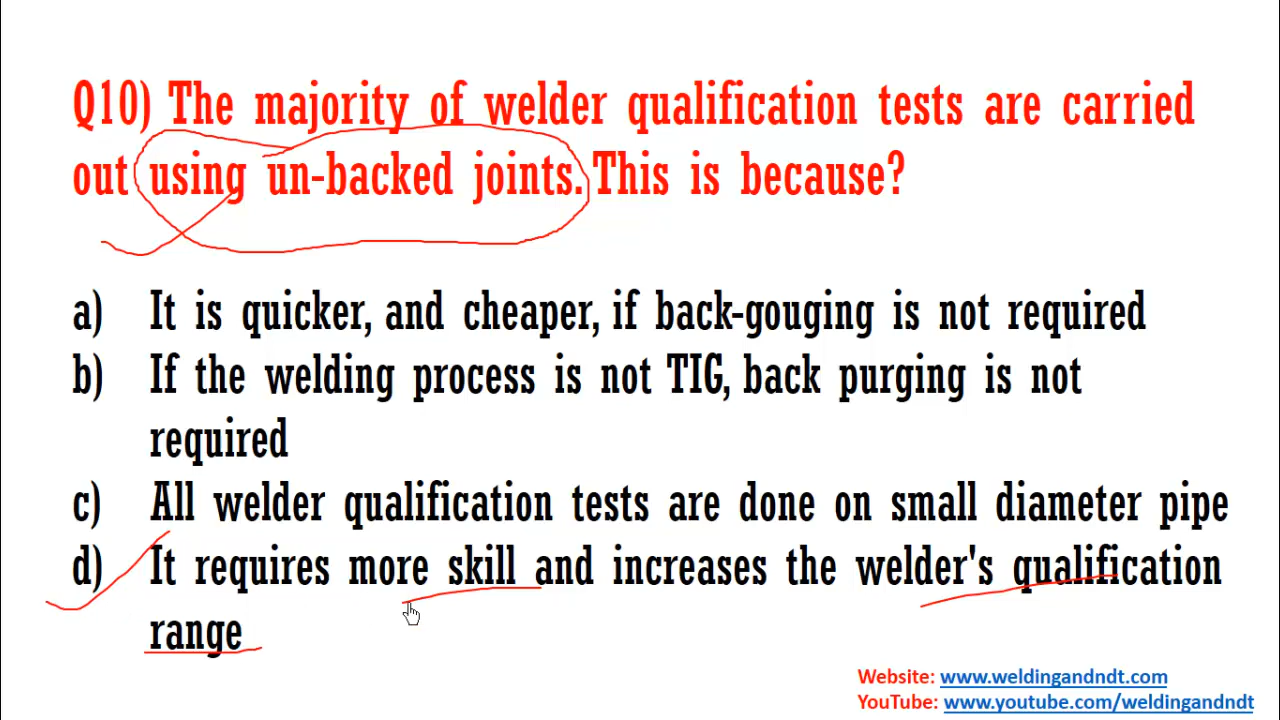 Q10) The majority of welder qualification tests are carried
out using un-backed joints. This is because?
a) It is quicker, and cheaper, if back-gouging is not required
b) If the welding process is not TIG, back purging is not
required
c) All welder qualification tests are done on small diameter pipe
d) It requires more skill and increases the welder's qualification
range
Website: www.weldingandndt.com
YouTube: www.youtube.com/weldingandndt